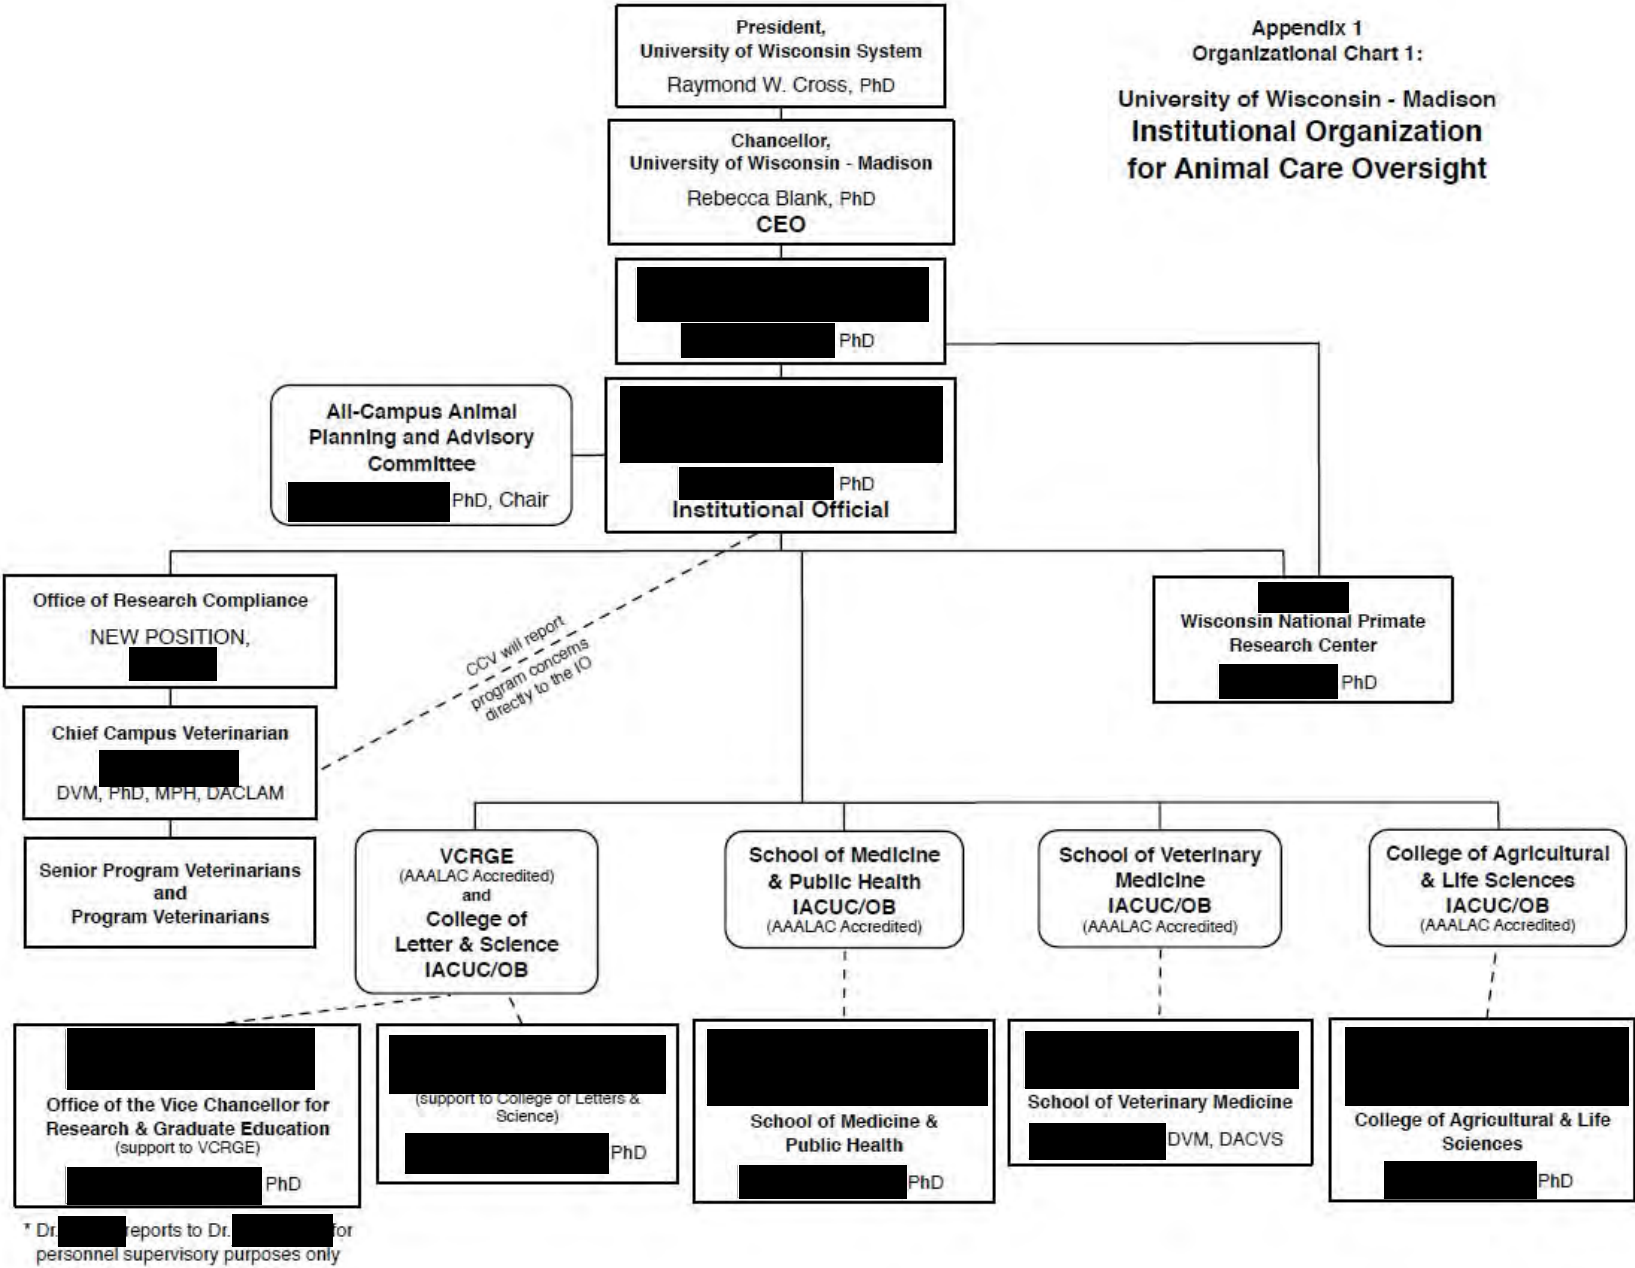 Appendix 1
Organizational Chart 1:
University of Wisconsin - Madison
Institutional Organization
for Animal Care Oversight
President,
University of Wisconsin System
Raymond W. Cross, PhD
Chancellor,
University of Wisconsin - Madison
Rebecca Blank, PhD
CEO
PhD
All-Campus Animal
Planning and Advisory
Committee
PhD, Chair
PhD
Institutional Official
Office of Research Compliance
NEW POSITION,
CCV will report
program concerns
directly to the IO
Wisconsin National Primate
Research Center
PhD
Chief Campus Veterinarian
DVM, PhD, MPH, DACLAM
Senior Program Veterinarians
and
Program Veterinarians
VCRGE
(AAALAC Accredited)
and
College of
Letter & Science
IACUC/OB
School of Medicine
& Public Health
IACUC/OB
(AAALAC Accredited)
School of Veterinary
Medicine
IACUC/OB
(AAALAC Accredited)
College of Agricultural
& Life Sciences
IACUC/OB
(AAALAC Accredited)
Office of the Vice Chancellor for
Research & Graduate Education
(support to VCRGE)
PhD
(support to College of Letters &
Science)
PhD
School of Medicine &
Public Health
PhD
School of Veterinary Medicine
DVM, DACVS
College of Agricultural & Life
Sciences
PhD
* Dr. reports to Dr. for
personnel supervisory purposes only